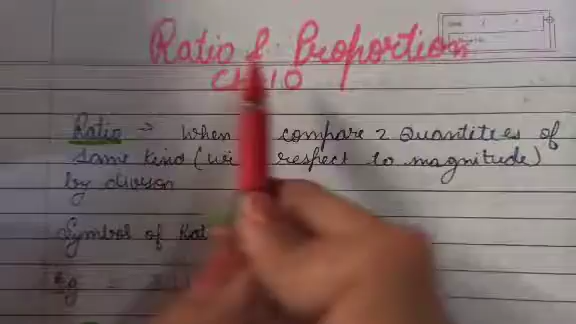 Ratio & Proportion
CH 10
Ratio → When compare 2 Quantities of
same kind ( respect to magnitude)
by divison
Symbol of Rat
Eg